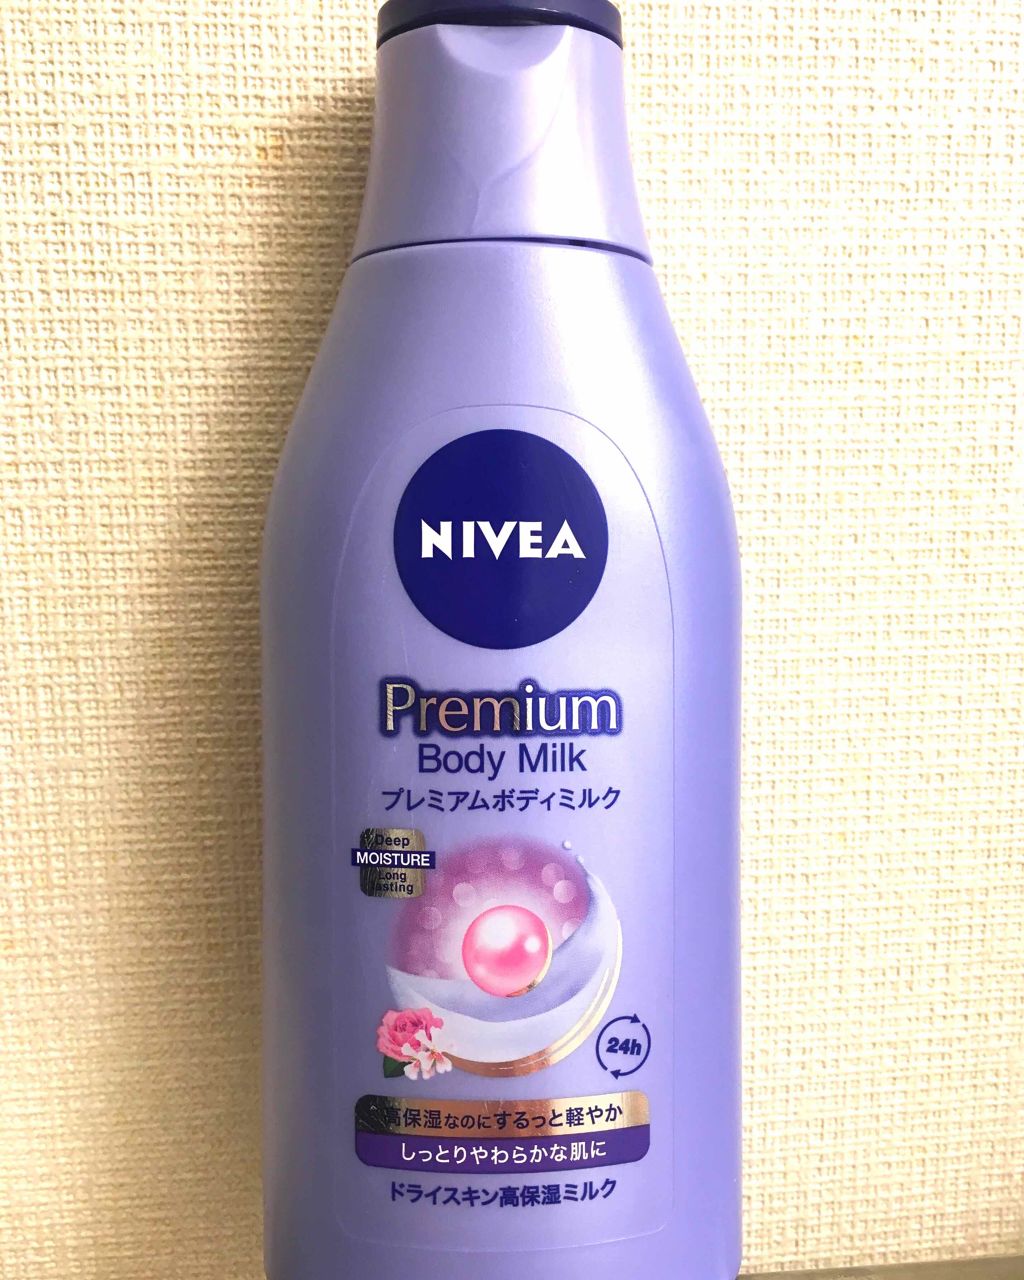 NIVEA
Premium
Body Milk
プレミアムボディミルク
Deep
MOISTURE
Long
lasting
24h
高保湿なのにするっと軽やか
しっとりやわらかな肌に
ドライスキン高保湿ミルク